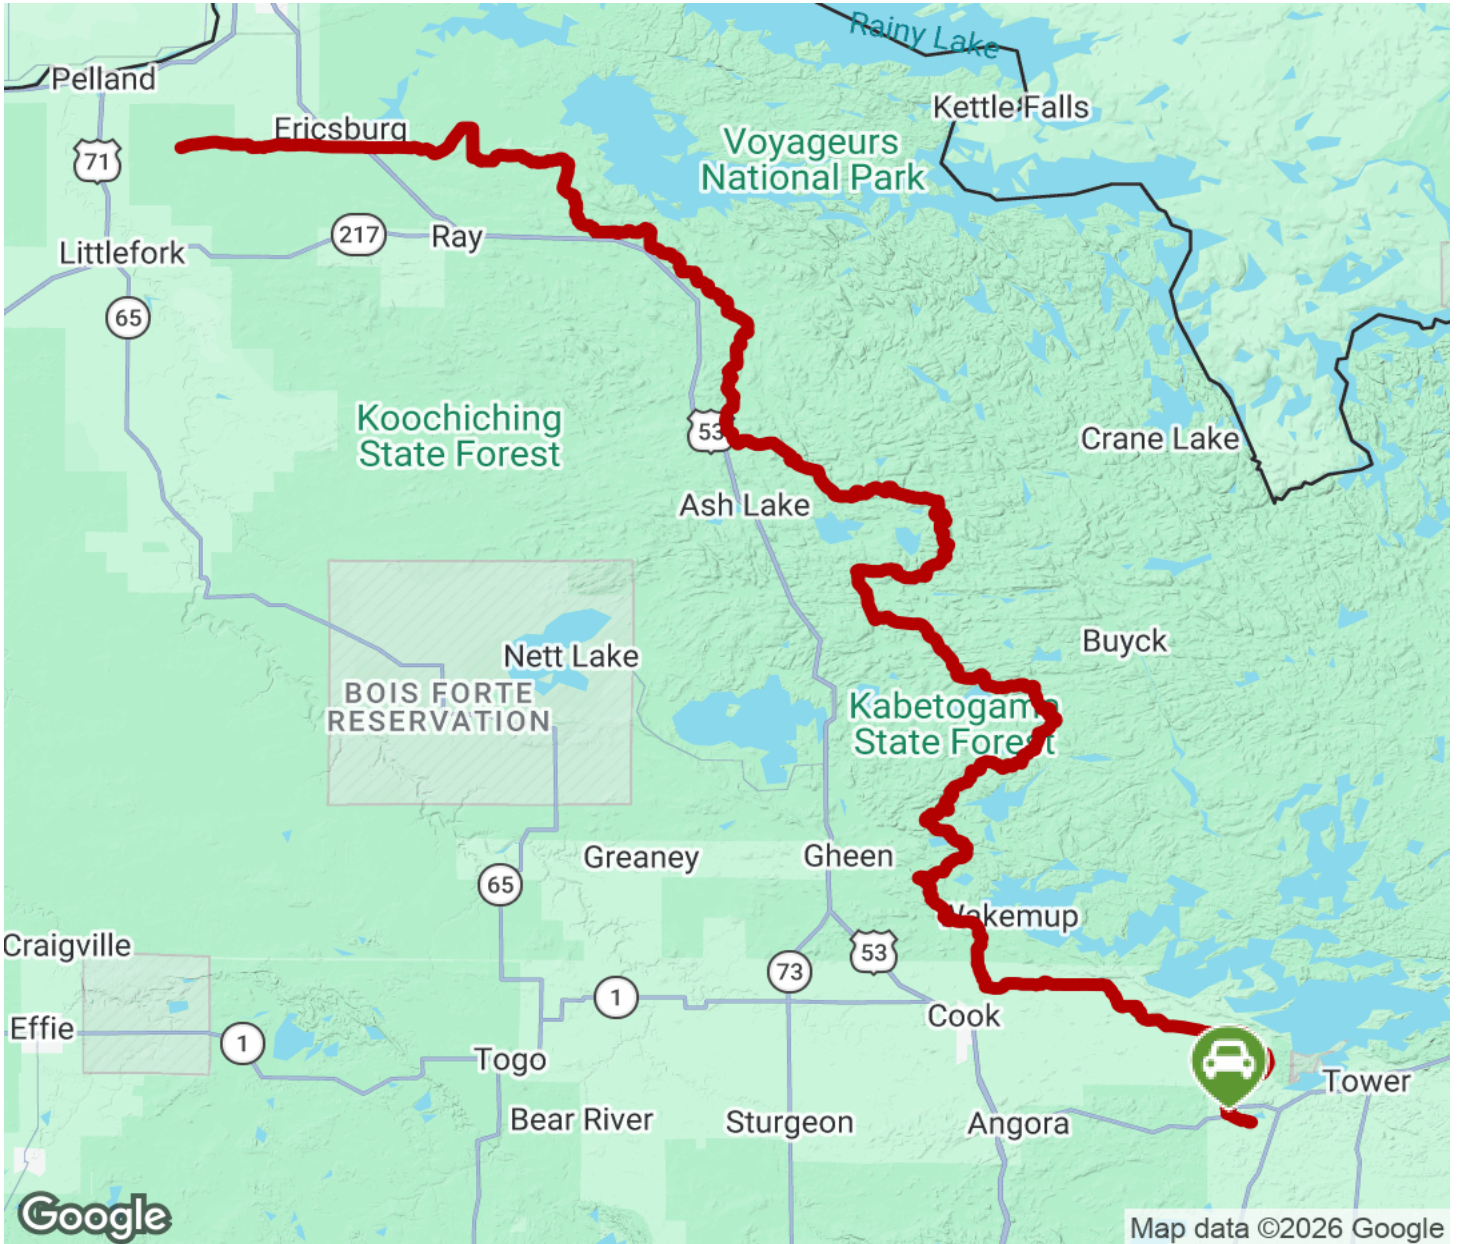 Rainy Lake
Pelland
Kettle Falls
Ericsburg
Voyageurs
National Park
71
217
Ray
Littlefork
65
Koochiching
State Forest
53
Crane Lake
Ash Lake
Buyck
Nett Lake
BOIS FORTE
RESERVATION
Kabetogama
State Forest
Greaney
Gheen
65
Wakemup
Craigville
53
73
1
Cook
Effie
1
Togo
Tower
Bear River
Sturgeon
Angora
Google
Map data ©2026 Google